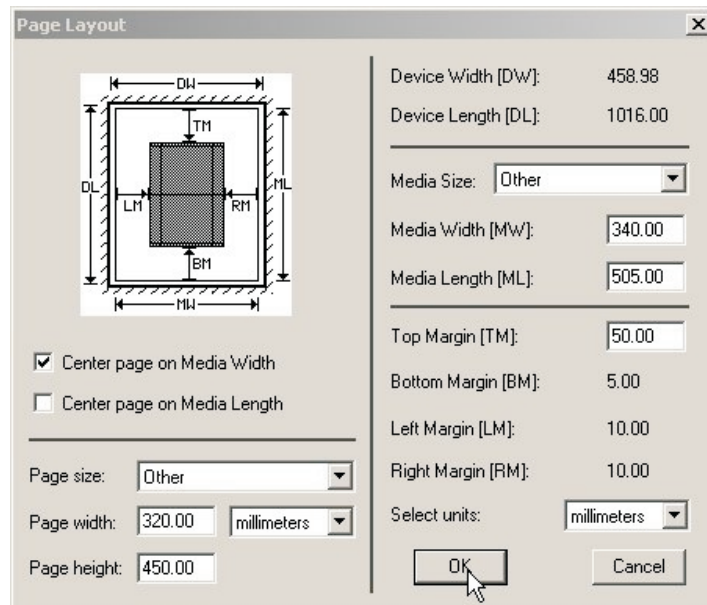 Page Layout
DW
TM
DL
ML
LM
RM
BM
MW
Center page on Media Width
Center page on Media Length
Page size: Other
Page width: 320.00 millimeters
Page height: 450.00
Device Width [DW]: 458.98
Device Length [DL]: 1016.00
Media Size: Other
Media Width [MW]: 340.00
Media Length [ML]: 505.00
Top Margin [TM]: 50.00
Bottom Margin [BM]: 5.00
Left Margin [LM]: 10.00
Right Margin [RM]: 10.00
Select units: millimeters
OK Cancel